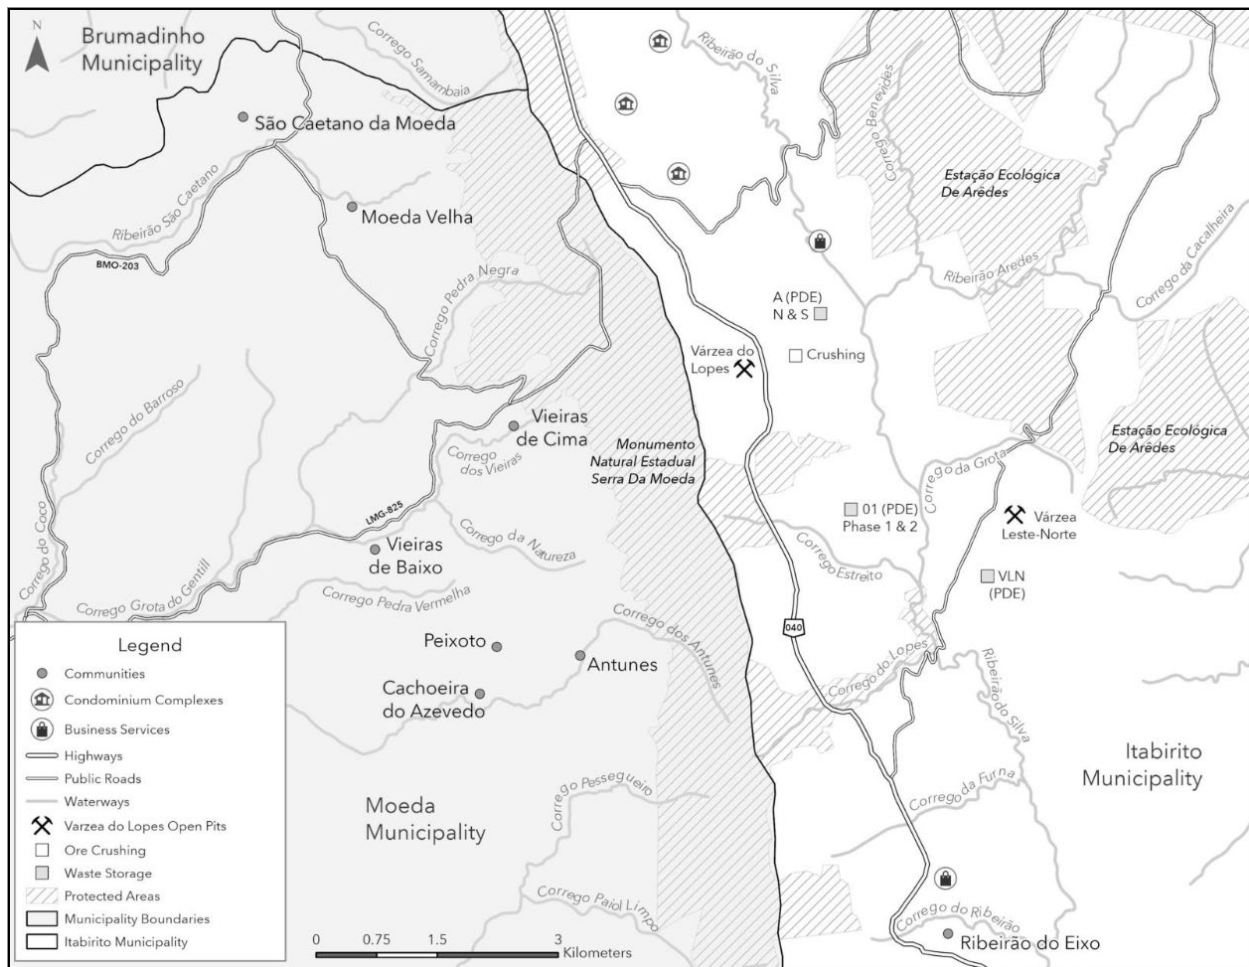 N
Brumadinho
Municipality
Corrego Samambaia
São Caetano da Moeda
Ribeirão São Caetano
BMO-203
Moeda Velha
Corrego Pedra Negra
Ribeirão do Silva
Corrego Benevides
Estação Ecológica
De Arêdes
Ribeirão Aredes
Corrego da Cacalheira
A (PDE)
N & S
Várzea do
Lopes
Crushing
Corrego do Barroso
Vieiras
de Cima
Corrego
dos Vieiras
Monumento
Natural Estadual
Serra Da Moeda
Corrego da Grota
Estação Ecológica
De Arêdes
LMG-825
Corrego do Coco
Vieiras
de Baixo
Corrego da Natureza
01 (PDE)
Phase 1 & 2
Várzea
Leste-Norte
Corrego Estreito
VLN
(PDE)
Corrego Grota do Gentill
Corrego Pedra Vermelha
040
Peixoto
Antunes
Corrego dos Antunes
Corrego do Lopes
Ribeirão do Silva
Cachoeira
do Azevedo
Itabirito
Municipality
Corrego Pessegueiro
Corrego da Furna
Moeda
Municipality
Corrego Paiol Limpo
Corrego do Ribeirão
Ribeirão do Eixo
Legend
Communities
Condominium Complexes
Business Services
Highways
Public Roads
Waterways
Varzea do Lopes Open Pits
Ore Crushing
Waste Storage
Protected Areas
Municipality Boundaries
Itabirito Municipality
0 0.75 1.5 3
Kilometers